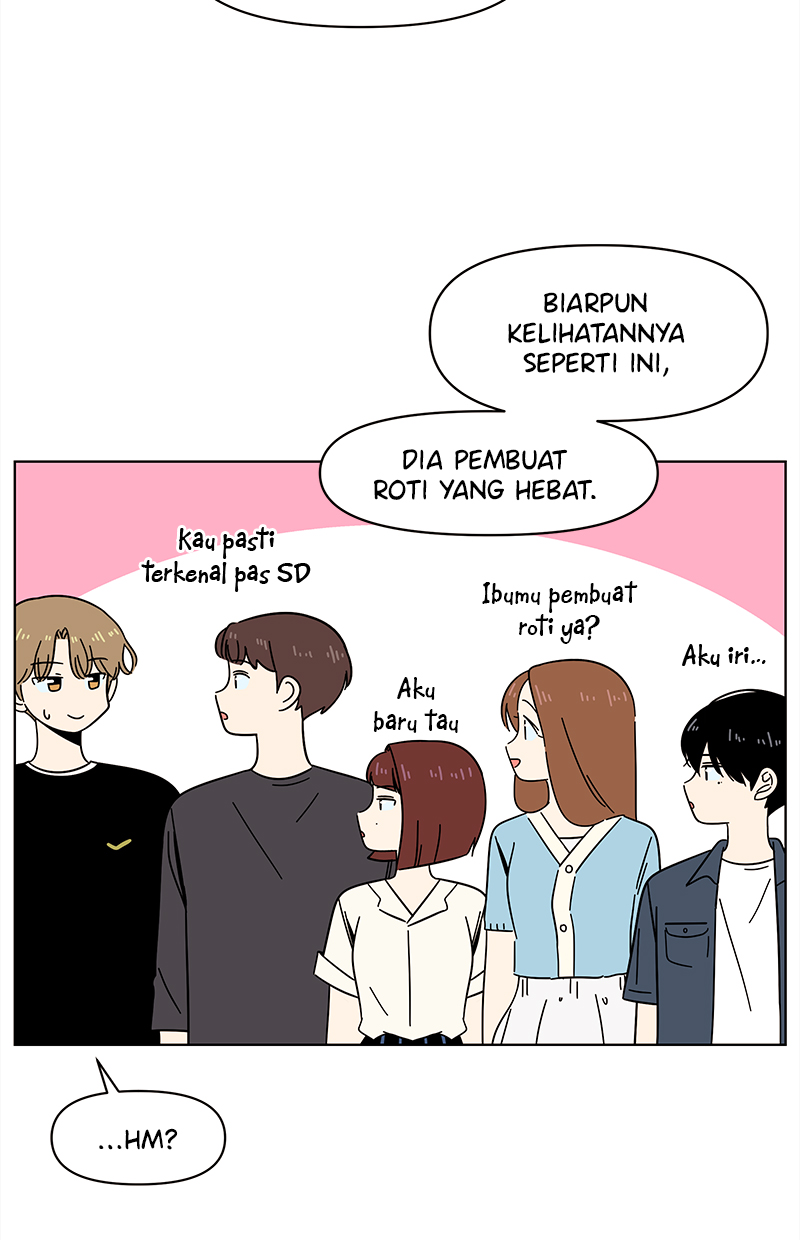 BIARPUN
KELIHATANNYA
SEPERTI INI,
DIA PEMBUAT
ROTI YANG HEBAT.
Kau pasti
terkenal pas SD
Aku
baru tau
Ibumu pembuat
roti ya?
Aku iri...
...HM?